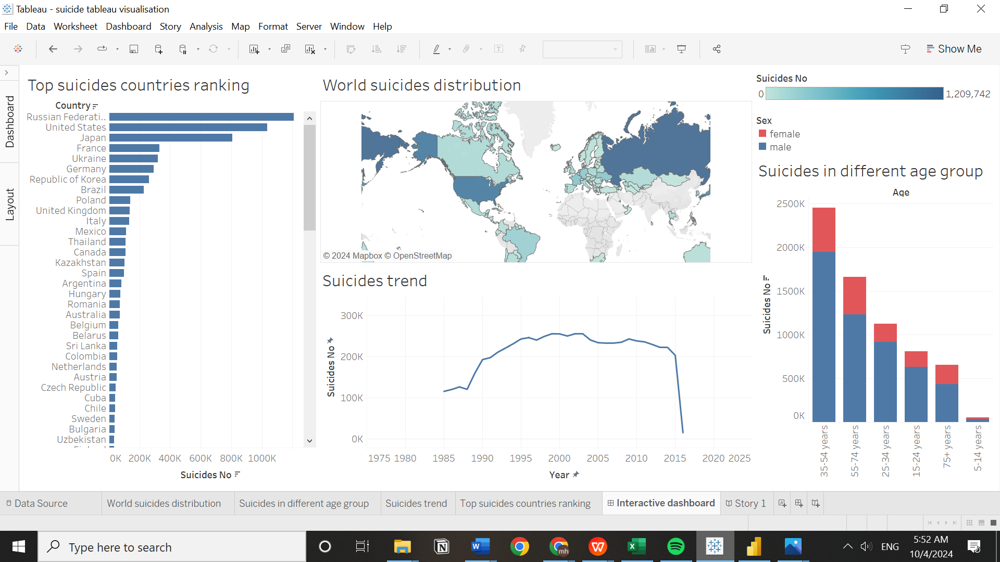 Tableau - suicide tableau visualisation
File Data Worksheet Dashboard Story Analysis Map Format Server Window Help
Show Me
Dashboard
Layout
Top suicides countries ranking
Country
Russian Federati..
United States
Japan
France
Ukraine
Germany
Republic of Korea
Brazil
Poland
United Kingdom
Italy
Mexico
Thailand
Canada
Kazakhstan
Spain
Argentina
Hungary
Romania
Australia
Belgium
Belarus
Sri Lanka
Colombia
Netherlands
Austria
Czech Republic
Cuba
Chile
Sweden
Bulgaria
Uzbekistan
0K 200K 400K 600K 800K 1000K
Suicides No
World suicides distribution
© 2024 Mapbox © OpenStreetMap
Suicides trend
Suicides No
300K
200K
100K
0K
1975 1980 1985 1990 1995 2000 2005 2010 2015 2020 2025
Year
Suicides No
0 1,209,742
Sex
female
male
Suicides in different age group
Age
Suicides No
2500K
2000K
1500K
1000K
500K
0K
35-54 years
55-74 years
25-34 years
15-24 years
75+ years
5-14 years
Data Source World suicides distribution Suicides in different age group Suicides trend Top suicides countries ranking Interactive dashboard Story 1
Type here to search
ENG
5:52 AM
10/4/2024